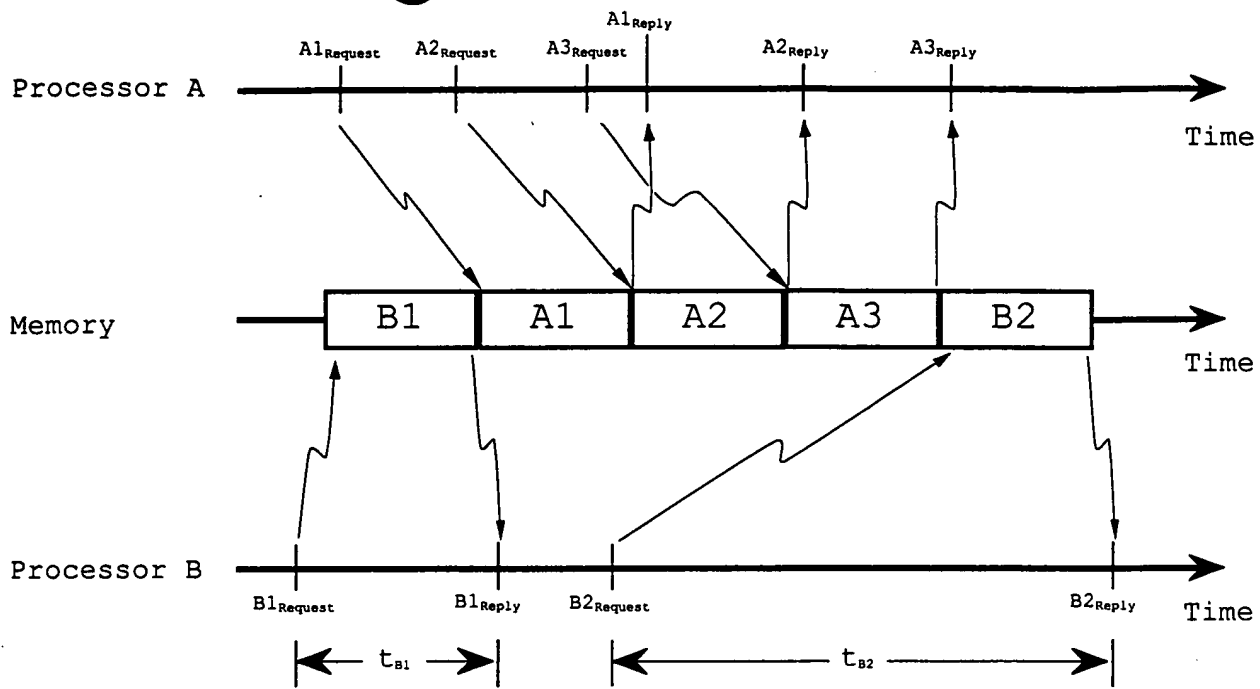 A1Reply
A1Request A2Request A3Request A2Reply A3Reply
Processor A
Time
B1 A1 A2 A3 B2
Memory
Time
Processor B
B1Request B1Reply B2Request B2Reply
Time
tB1 tB2